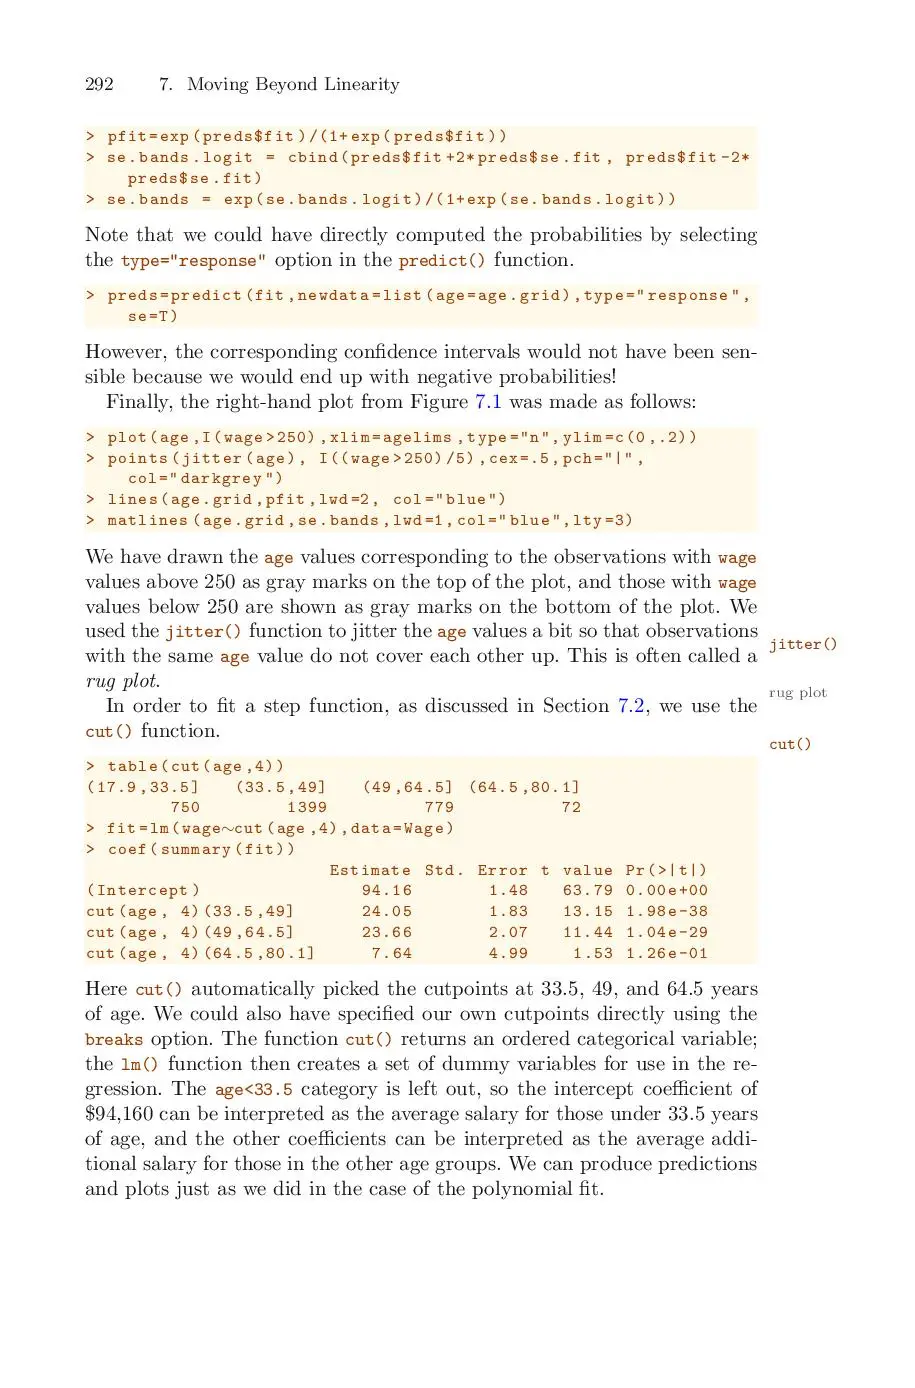 292 7. Moving Beyond Linearity
> pfit=exp(preds$fit)/(1+exp(preds$fit))
> se.bands.logit = cbind(preds$fit+2*preds$se.fit, preds$fit-2*
preds$se.fit)
> se.bands = exp(se.bands.logit)/(1+exp(se.bands.logit))
Note that we could have directly computed the probabilities by selecting
the type="response" option in the predict() function.
> preds=predict(fit,newdata=list(age=age.grid),type="response",
se=T)
However, the corresponding confidence intervals would not have been sen-
sible because we would end up with negative probabilities!
Finally, the right-hand plot from Figure 7.1 was made as follows:
> plot(age,I(wage>250),xlim=agelims,type="n",ylim=c(0,.2))
> points(jitter(age), I((wage>250)/5),cex=.5,pch="|",
col="darkgrey")
> lines(age.grid,pfit,lwd=2, col="blue")
> matlines(age.grid,se.bands,lwd=1,col="blue",lty=3)
We have drawn the age values corresponding to the observations with wage
values above 250 as gray marks on the top of the plot, and those with wage
values below 250 are shown as gray marks on the bottom of the plot. We
used the jitter() function to jitter the age values a bit so that observations
jitter()
with the same age value do not cover each other up. This is often called a
rug plot.
rug plot
In order to fit a step function, as discussed in Section 7.2, we use the
cut() function.
cut()
> table(cut(age,4))
(17.9,33.5] (33.5,49] (49,64.5] (64.5,80.1]
750 1399 779 72
> fit=lm(wage~cut(age,4),data=Wage)
> coef(summary(fit))
Estimate Std. Error t value Pr(>|t|)
(Intercept) 94.16 1.48 63.79 0.00e+00
cut(age, 4)(33.5,49] 24.05 1.83 13.15 1.98e-38
cut(age, 4)(49,64.5] 23.66 2.07 11.44 1.04e-29
cut(age, 4)(64.5,80.1] 7.64 4.99 1.53 1.26e-01
Here cut() automatically picked the cutpoints at 33.5, 49, and 64.5 years
of age. We could also have specified our own cutpoints directly using the
breaks option. The function cut() returns an ordered categorical variable;
the lm() function then creates a set of dummy variables for use in the re-
gression. The age<33.5 category is left out, so the intercept coefficient of
$94,160 can be interpreted as the average salary for those under 33.5 years
of age, and the other coefficients can be interpreted as the average addi-
tional salary for those in the other age groups. We can produce predictions
and plots just as we did in the case of the polynomial fit.